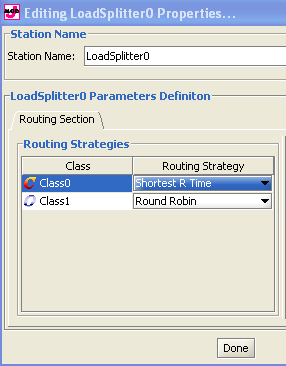 Editing LoadSplitter0 Properties...
Station Name
Station Name: LoadSplitter0
LoadSplitter0 Parameters Definiton
Routing Section
Routing Strategies
Class Routing Strategy
Class0 Shortest R Time
Class1 Round Robin
Done